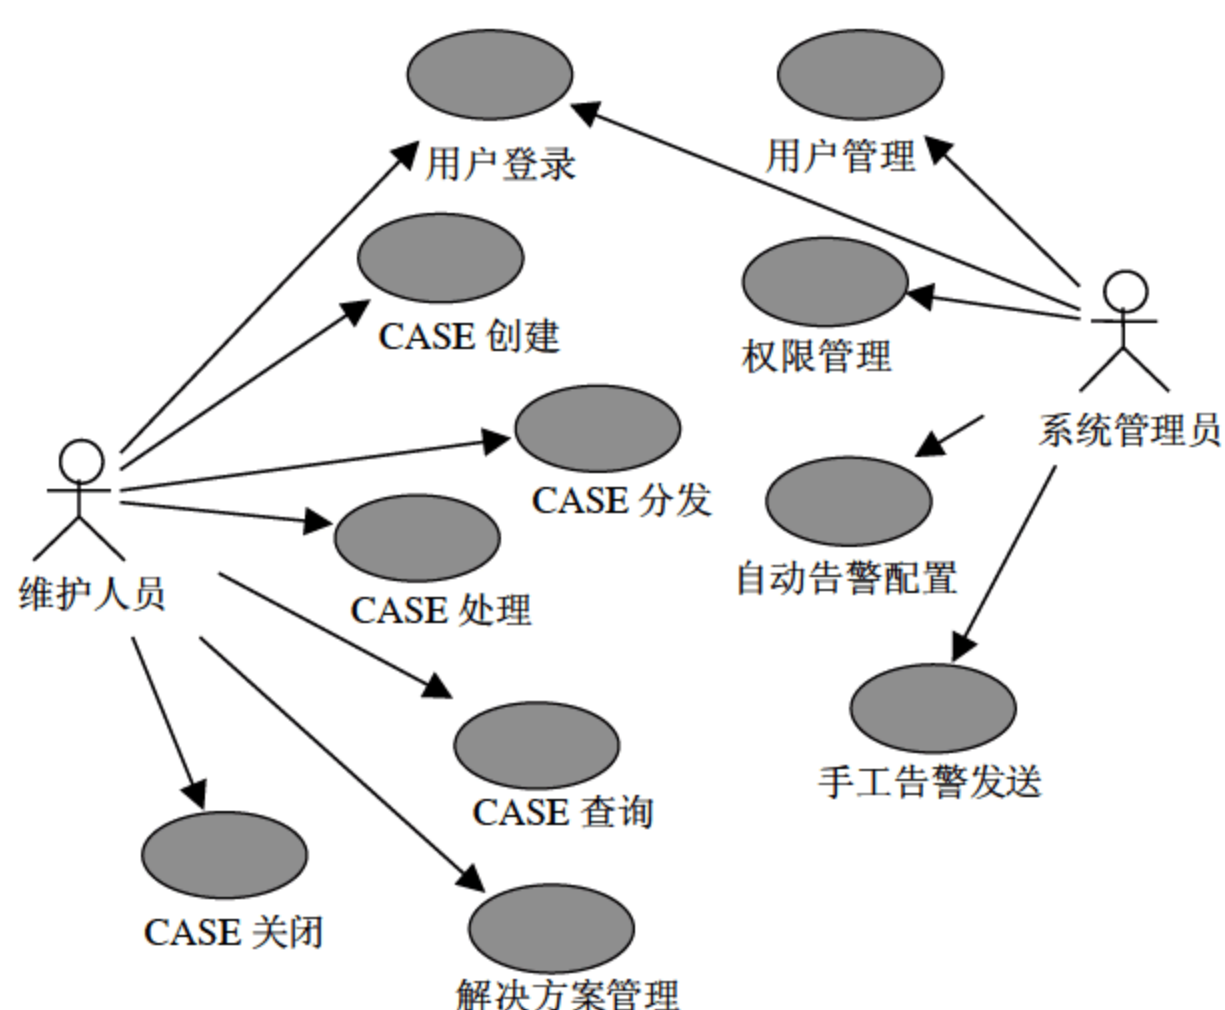 用户登录
用户管理
CASE 创建
权限管理
系统管理员
CASE 分发
自动告警配置
维护人员
CASE 处理
手工告警发送
CASE 查询
CASE 关闭
解决方案管理